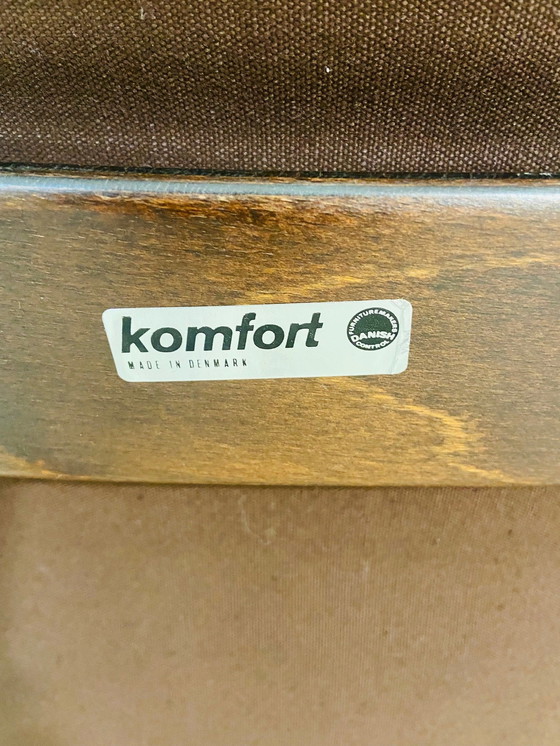 komfort
MADE IN DENMARK
FURNITUREMAKERS
DANISH
CONTROL